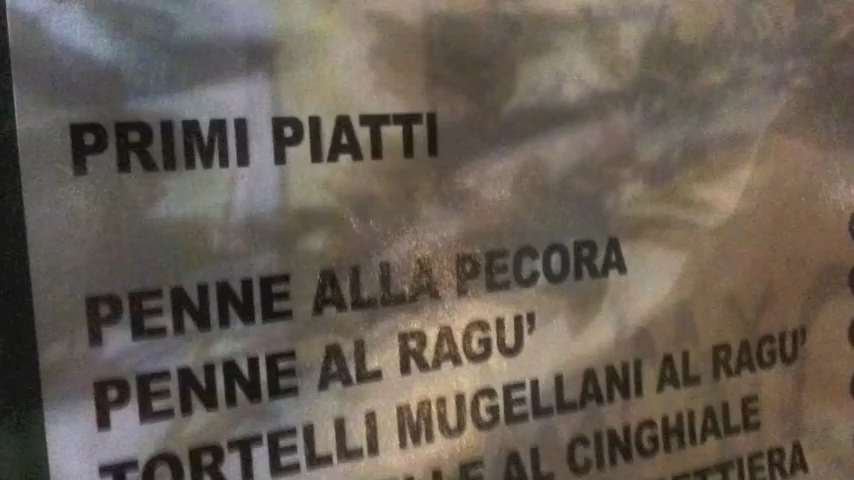 PRIMI PIATTI
PENNE ALLA PECORA
PENNE AL RAGU'
TORTELLI MUGELLANI AL RAGU'
AL CINGHIALE